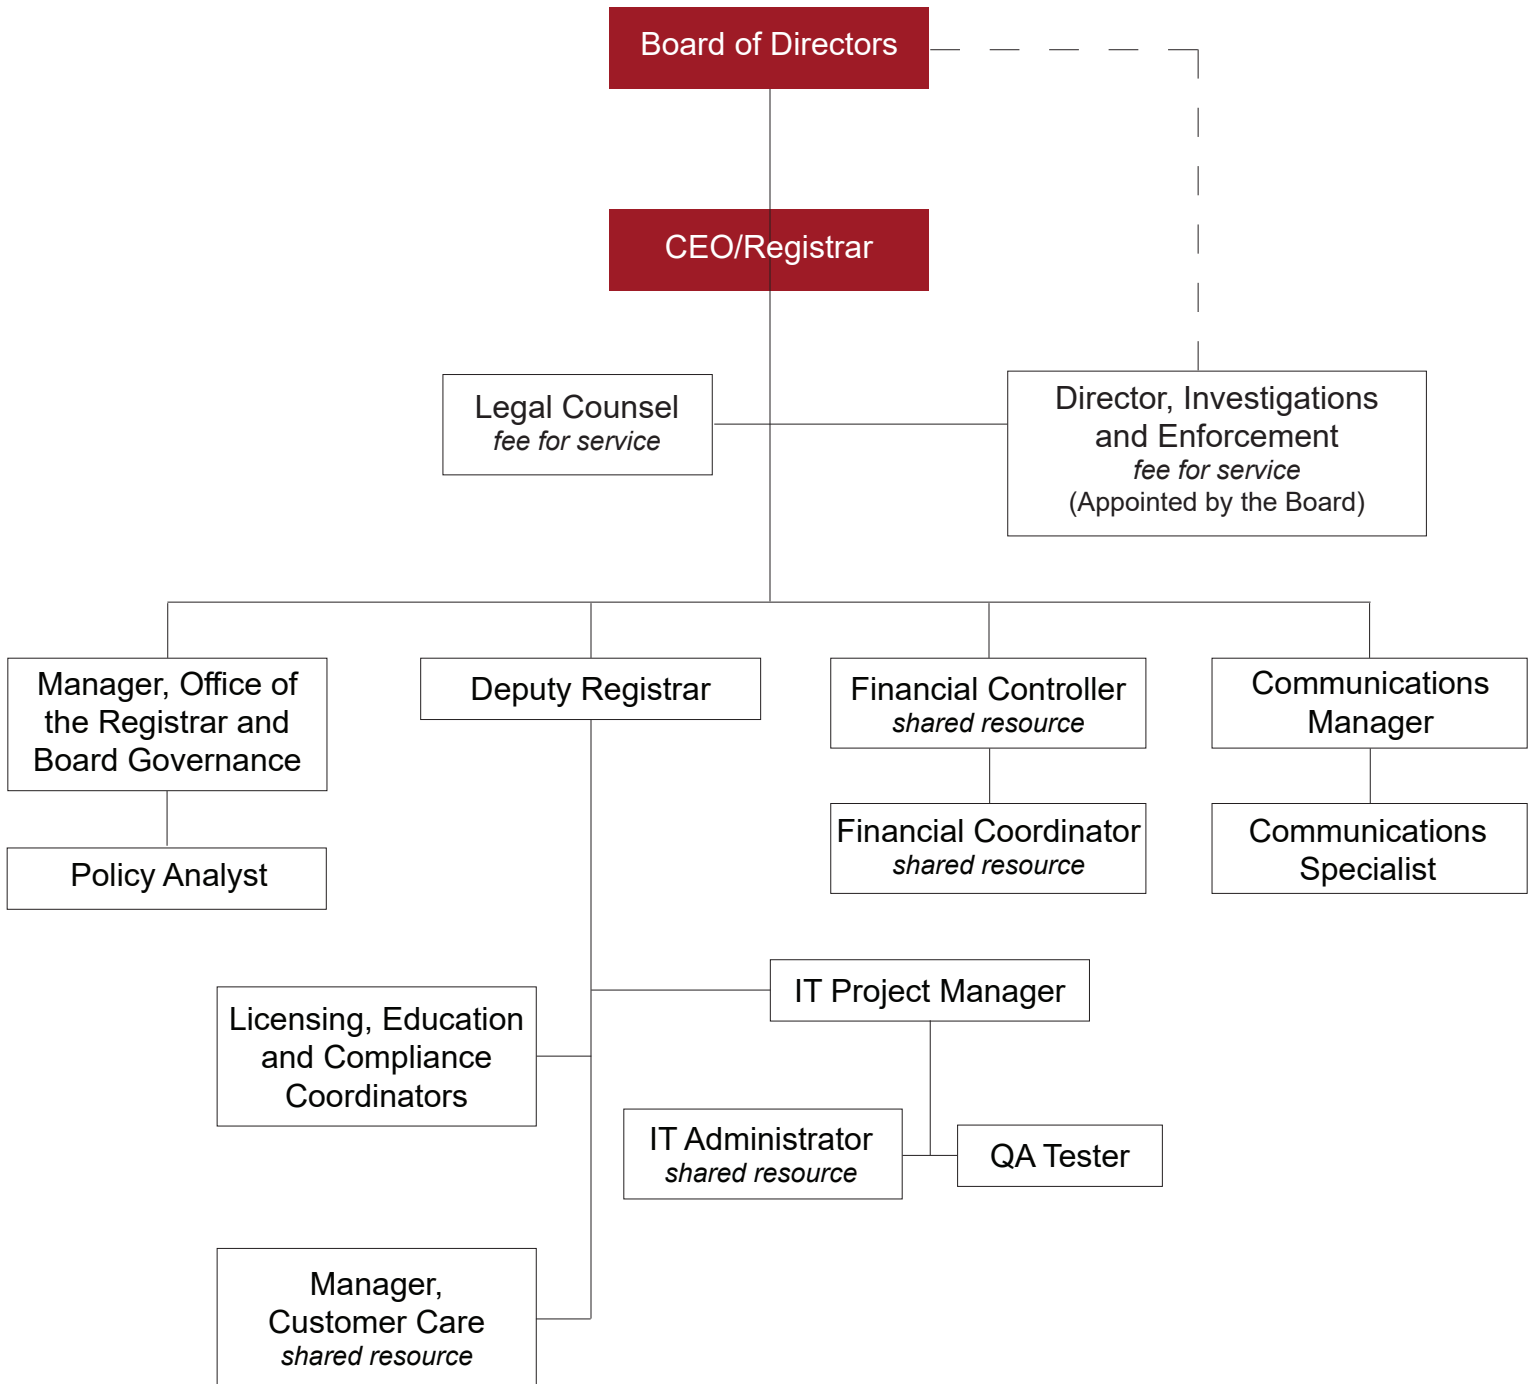 Board of Directors
CEO/Registrar
Legal Counsel
fee for service
Director, Investigations
and Enforcement
fee for service
(Appointed by the Board)
Manager, Office of
the Registrar and
Board Governance
Deputy Registrar
Financial Controller
shared resource
Communications
Manager
Policy Analyst
Financial Coordinator
shared resource
Communications
Specialist
IT Project Manager
Licensing, Education
and Compliance
Coordinators
IT Administrator
shared resource
QA Tester
Manager,
Customer Care
shared resource